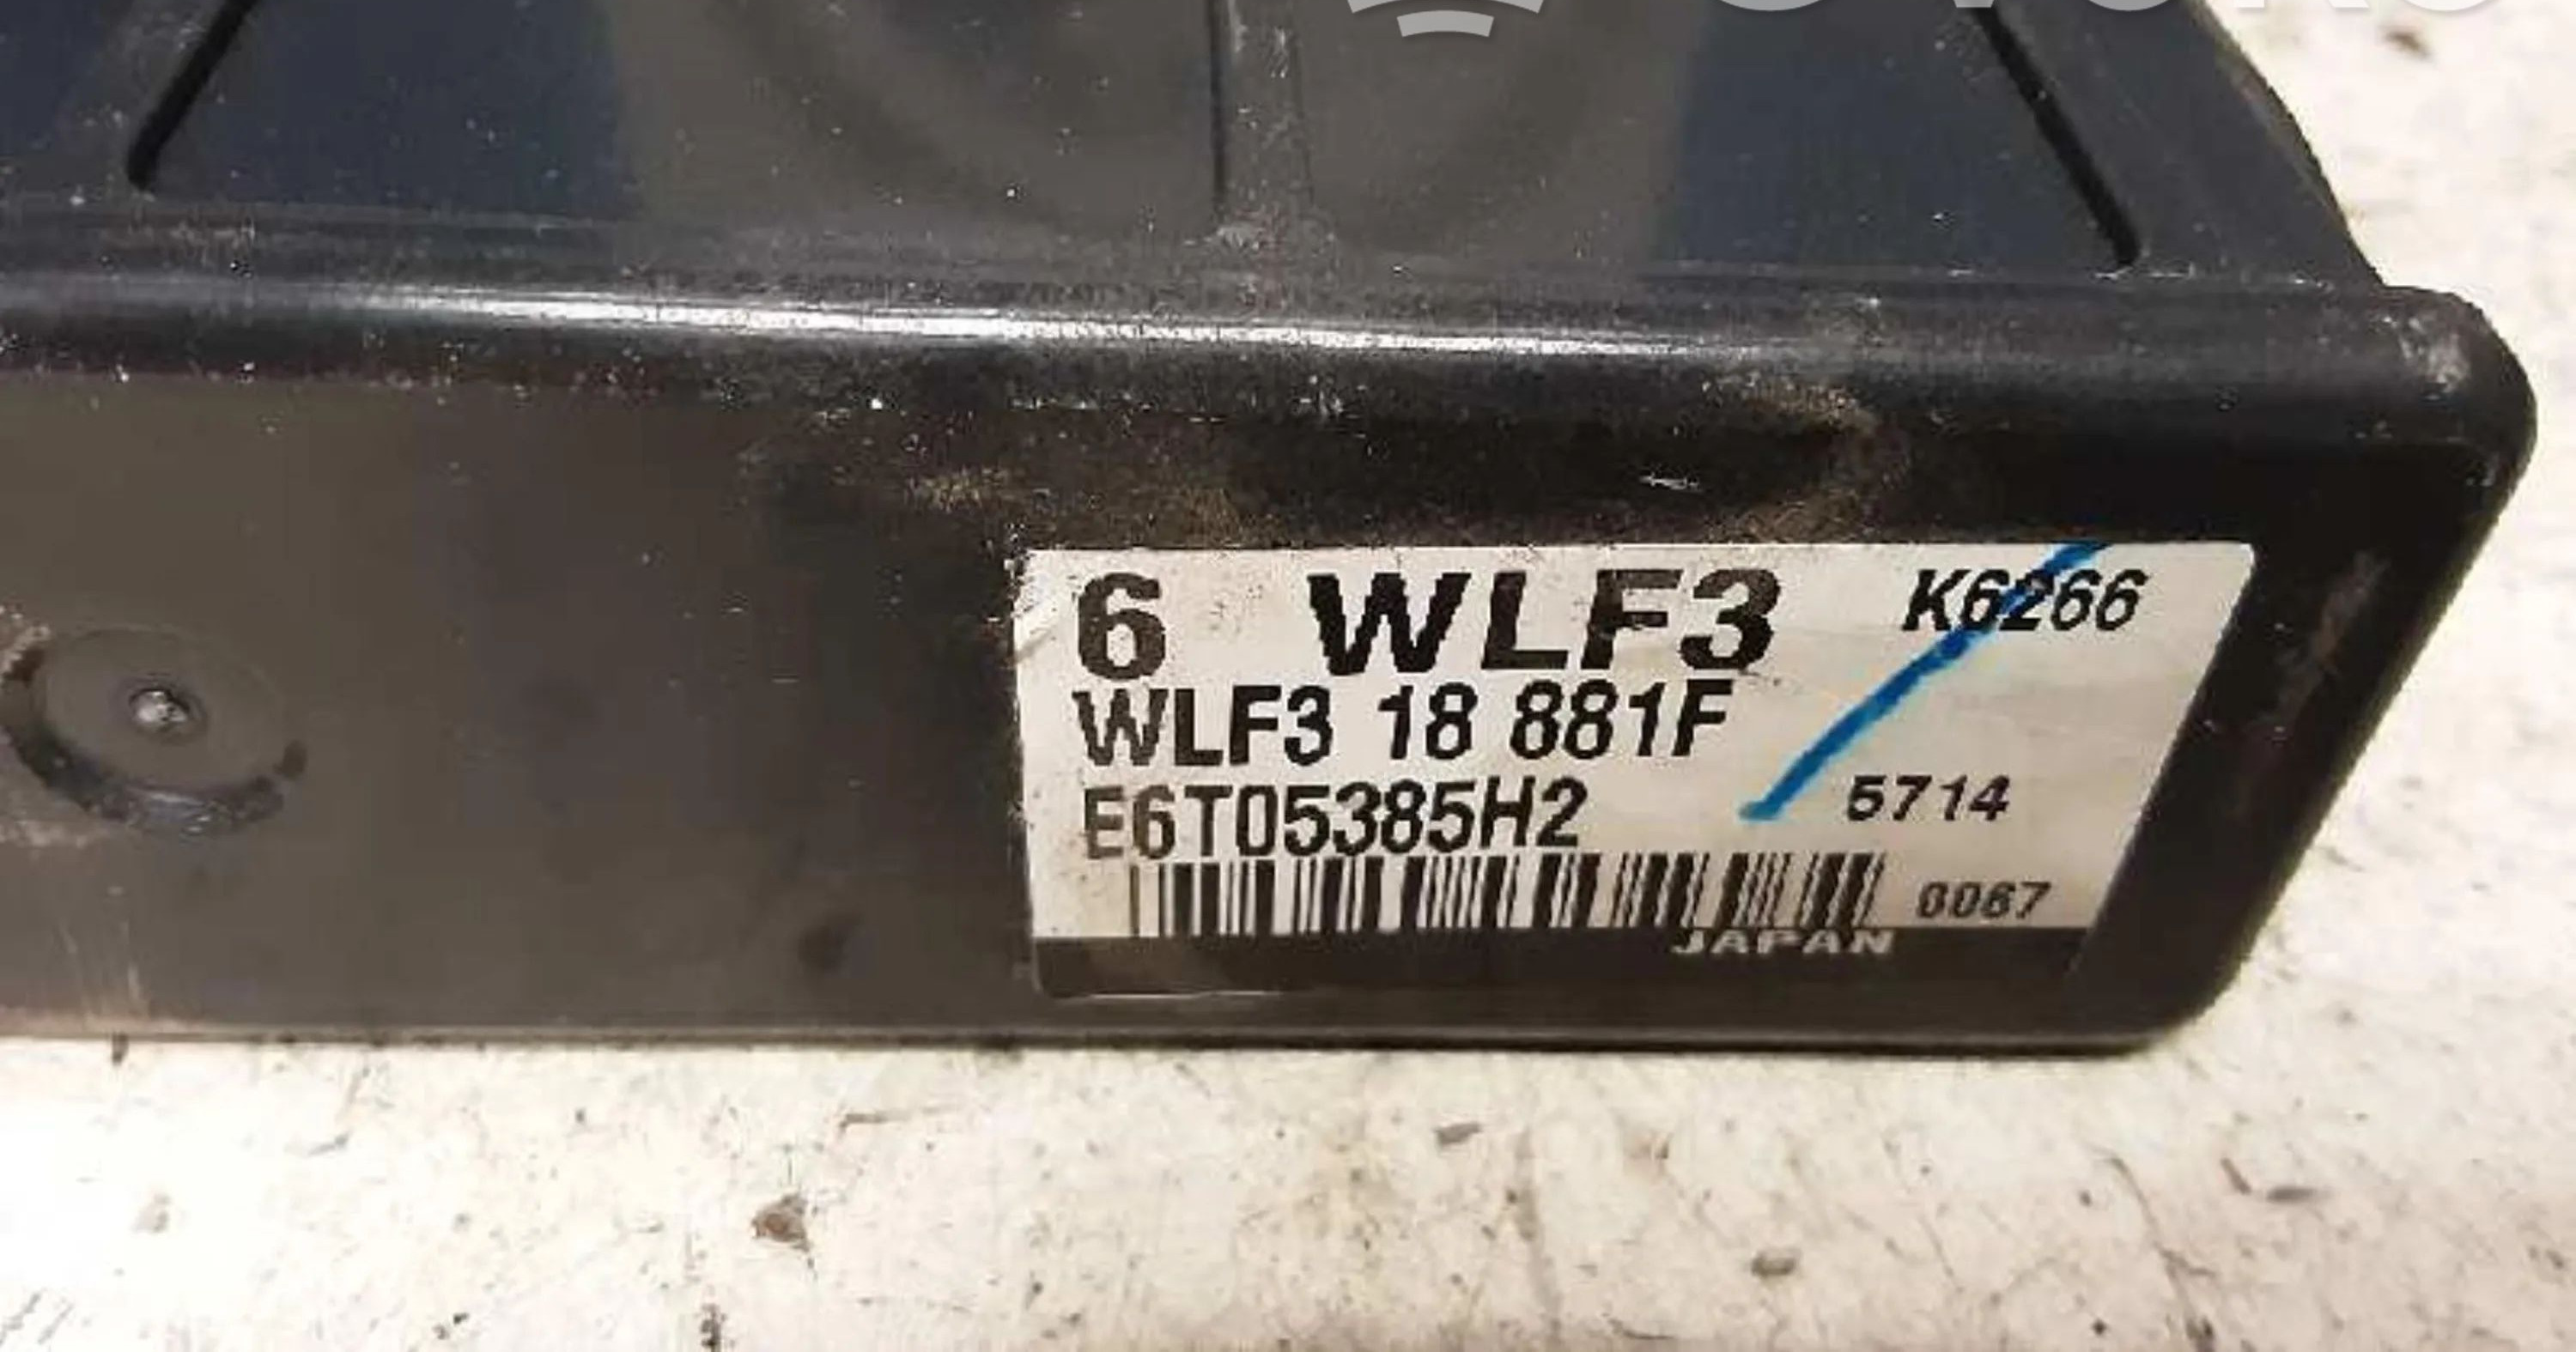 6 WLF3 K6266
WLF3 18 881F
E6T05385H2 5714
0067
JAPAN